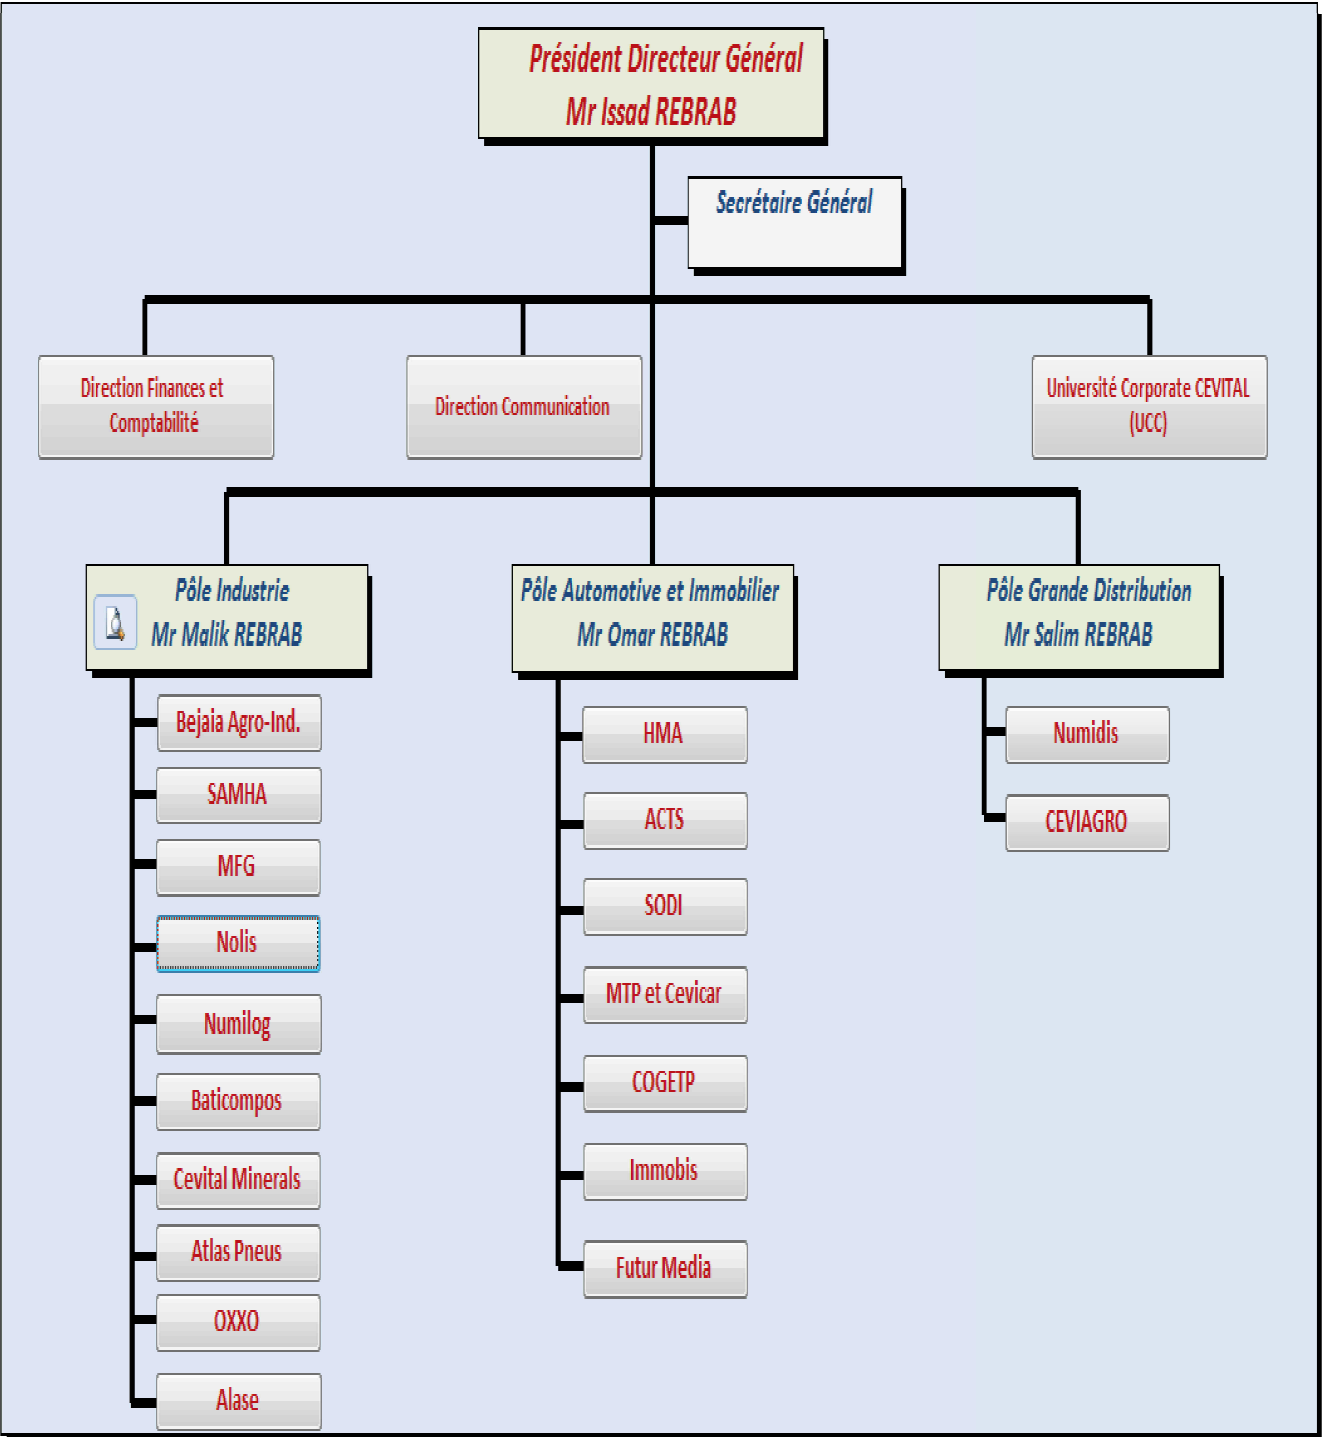 Président Directeur Général
Mr Issad REBRAB
Secrétaire Général
Direction Finances et
Comptabilité
Direction Communication
Université Corporate CEVITAL
(UCC)
Pôle Industrie
Mr Malik REBRAB
Pôle Automotive et Immobilier
Mr Omar REBRAB
Pôle Grande Distribution
Mr Salim REBRAB
Bejaia Agro-Ind.
SAMHA
MFG
Nolis
Numilog
Baticompos
Cevital Minerals
Atlas Pneus
OXXO
Alase
HMA
ACTS
SODI
MTP et Cevicar
COGETP
Immobis
Futur Media
Numidis
CEVIAGRO